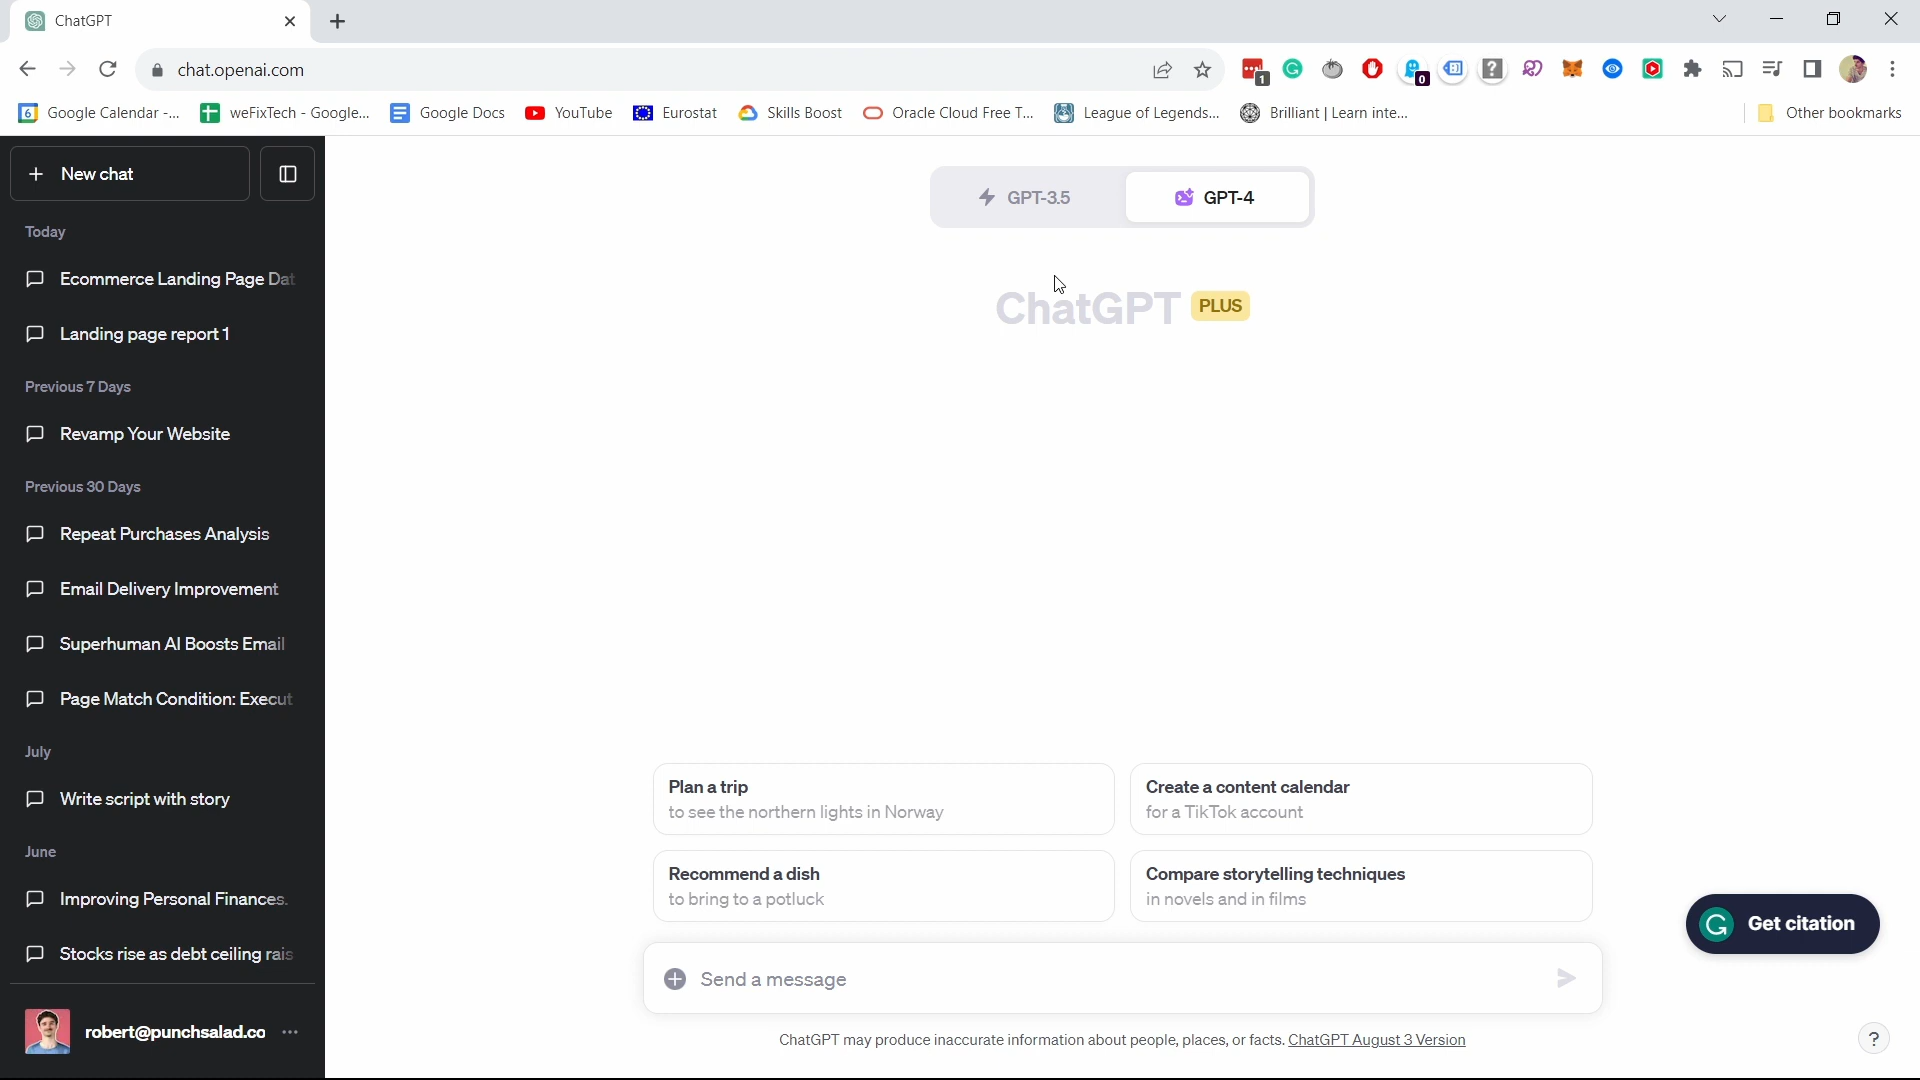 ChatGPT
chat.openai.com
1
0
6 Google Calendar -...
weFixTech - Google...
Google Docs
YouTube
Eurostat
Skills Boost
Oracle Cloud Free T...
League of Legends...
Brilliant | Learn inte...
Other bookmarks
New chat
Today
Ecommerce Landing Page Dat
Landing page report 1
Previous 7 Days
Revamp Your Website
Previous 30 Days
Repeat Purchases Analysis
Email Delivery Improvement
Superhuman AI Boosts Email
Page Match Condition: Execut
July
Write script with story
June
Improving Personal Finances.
Stocks rise as debt ceiling rais
robert@punchsalad.co
GPT-3.5
GPT-4
ChatGPT PLUS
Plan a trip
to see the northern lights in Norway
Create a content calendar
for a TikTok account
Recommend a dish
to bring to a potluck
Compare storytelling techniques
in novels and in films
Get citation
Send a message
ChatGPT may produce inaccurate information about people, places, or facts. ChatGPT August 3 Version
?